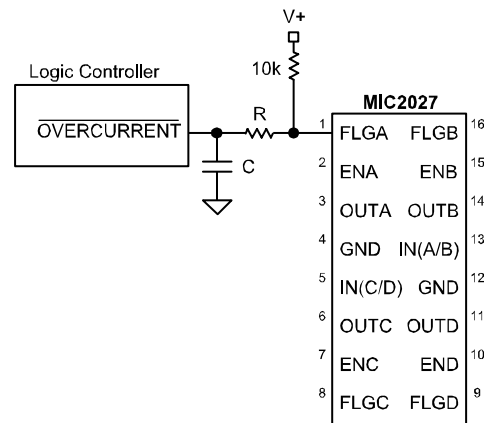 V+
10k
Logic Controller
OVERCURRENT
R
C
MIC2027
1 FLGA FLGB 16
2 ENA ENB 15
3 OUTA OUTB 14
4 GND IN(A/B) 13
5 IN(C/D) GND 12
6 OUTC OUTD 11
7 ENC END 10
8 FLGC FLGD 9